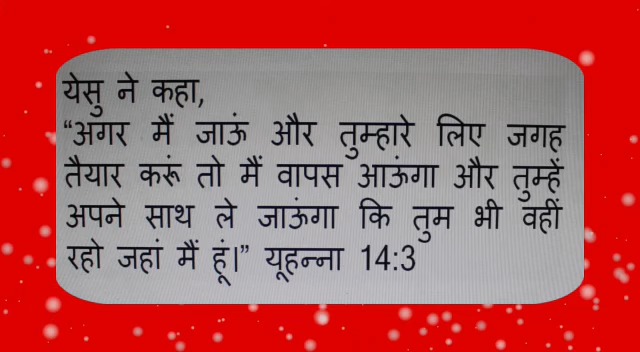 येसु ने कहा,
“अगर मैं जाऊं और तुम्हारे लिए जगह
तैयार करूं तो मैं वापस आऊंगा और तुम्हें
अपने साथ ले जाऊंगा कि तुम भी वहीं
रहो जहां मैं हूं।” यूहन्ना 14:3